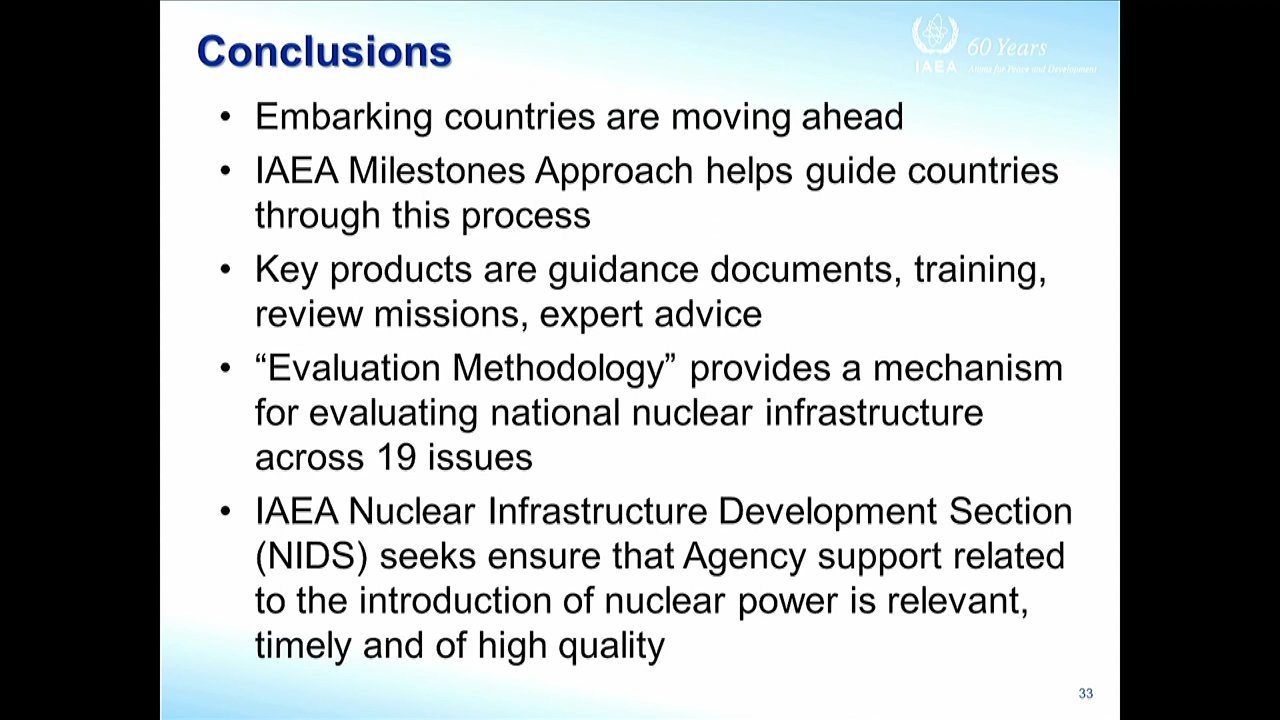 Conclusions
IAEA
60 Years
Atoms for Peace and Development
• Embarking countries are moving ahead
• IAEA Milestones Approach helps guide countries
through this process
• Key products are guidance documents, training,
review missions, expert advice
• “Evaluation Methodology” provides a mechanism
for evaluating national nuclear infrastructure
across 19 issues
• IAEA Nuclear Infrastructure Development Section
(NIDS) seeks ensure that Agency support related
to the introduction of nuclear power is relevant,
timely and of high quality
33